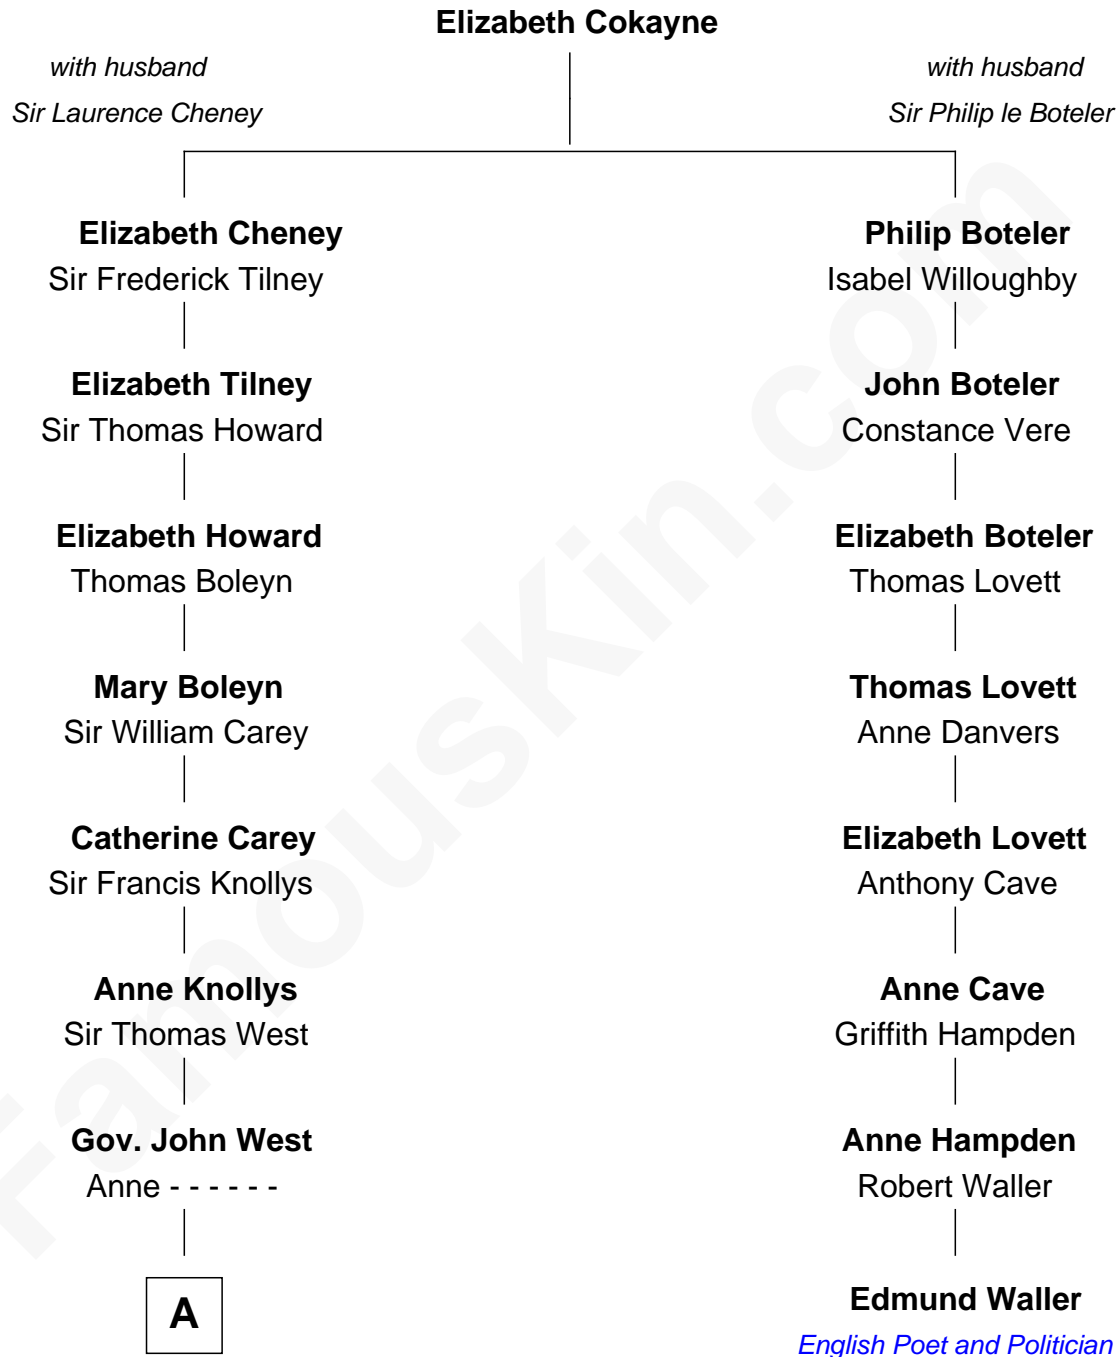 Elizabeth Cokayne
with husband
Sir Laurence Cheney
with husband
Sir Philip le Boteler
Elizabeth Cheney
Sir Frederick Tilney
Philip Boteler
Isabel Willoughby
Elizabeth Tilney
Sir Thomas Howard
John Boteler
Constance Vere
Elizabeth Howard
Thomas Boleyn
Elizabeth Boteler
Thomas Lovett
Mary Boleyn
Sir William Carey
Thomas Lovett
Anne Danvers
Catherine Carey
Sir Francis Knollys
Elizabeth Lovett
Anthony Cave
Anne Knollys
Sir Thomas West
Anne Cave
Griffith Hampden
Gov. John West
Anne - - - - - -
Anne Hampden
Robert Waller
A
Edmund Waller
English Poet and Politician
FamousKin.com